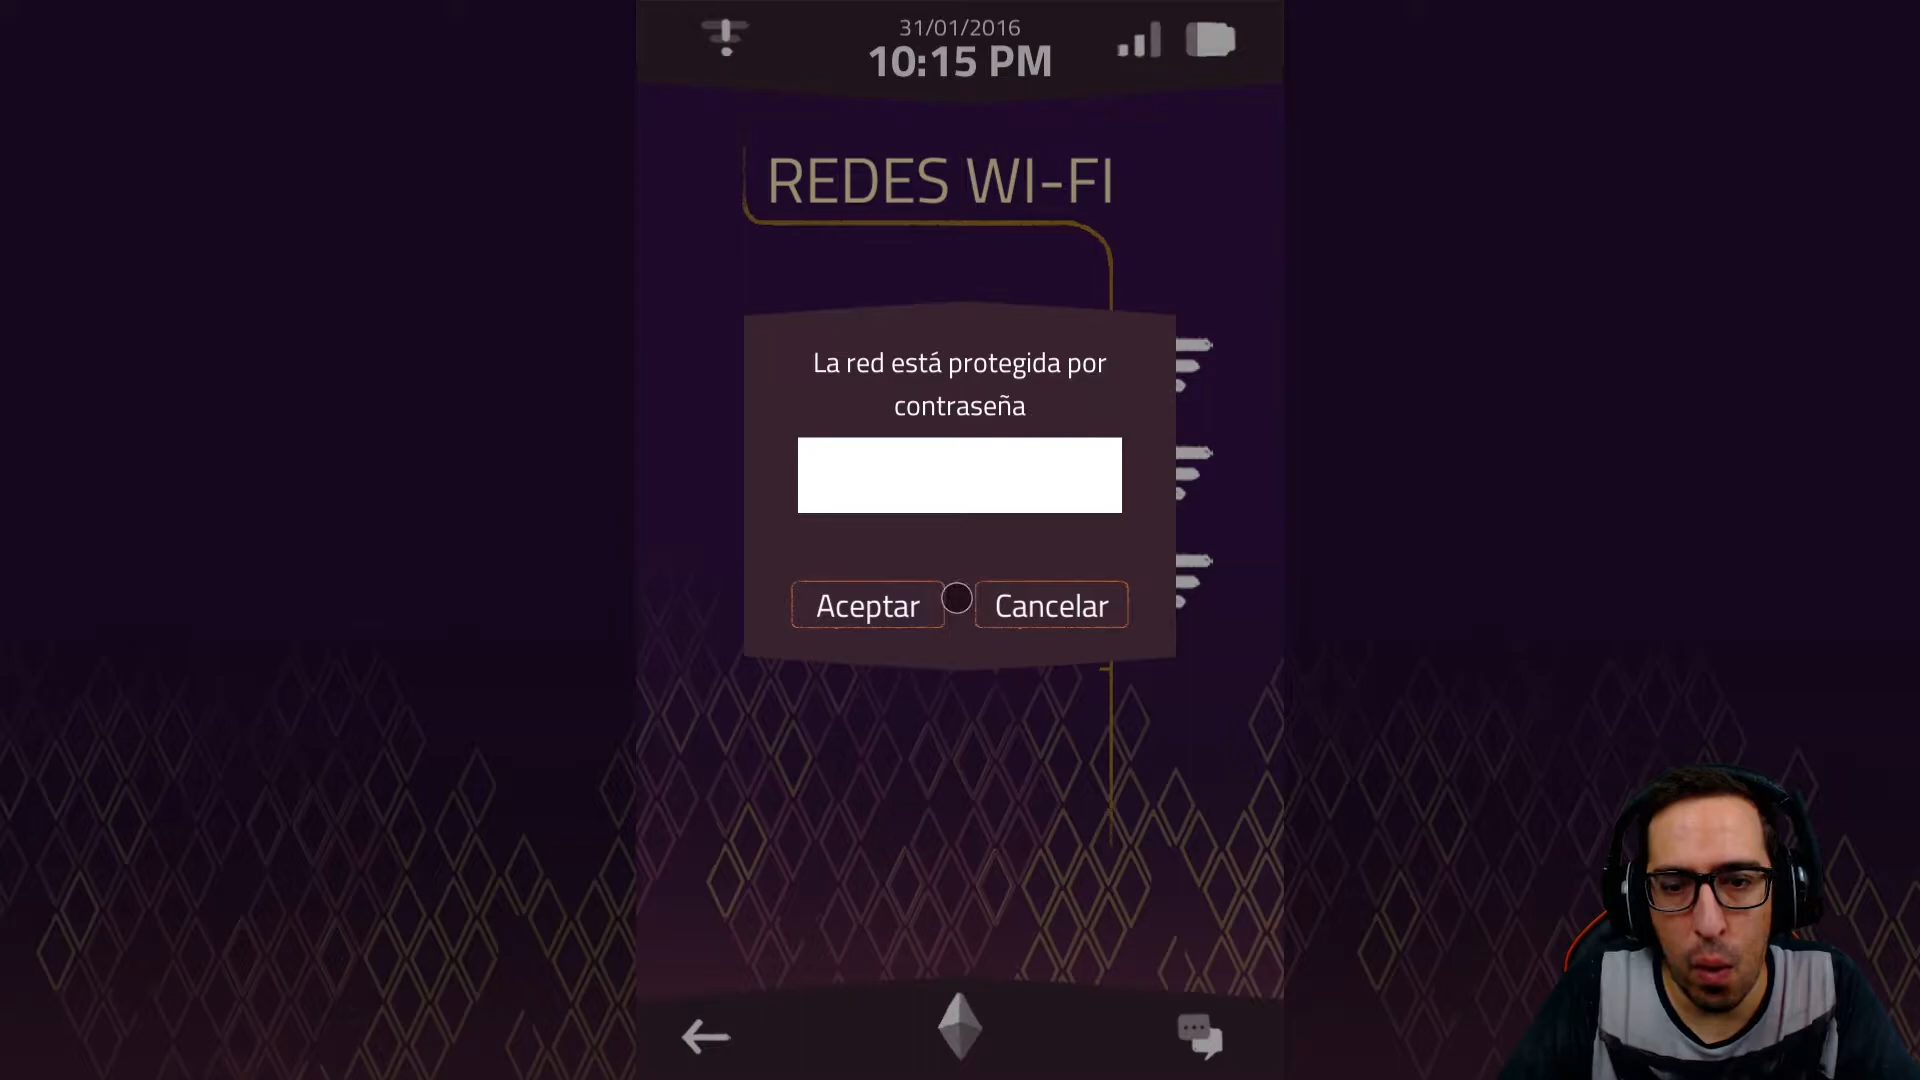 31/01/2016
10:15 PM
REDES WI-FI
La red está protegida por
contraseña
Aceptar
Cancelar